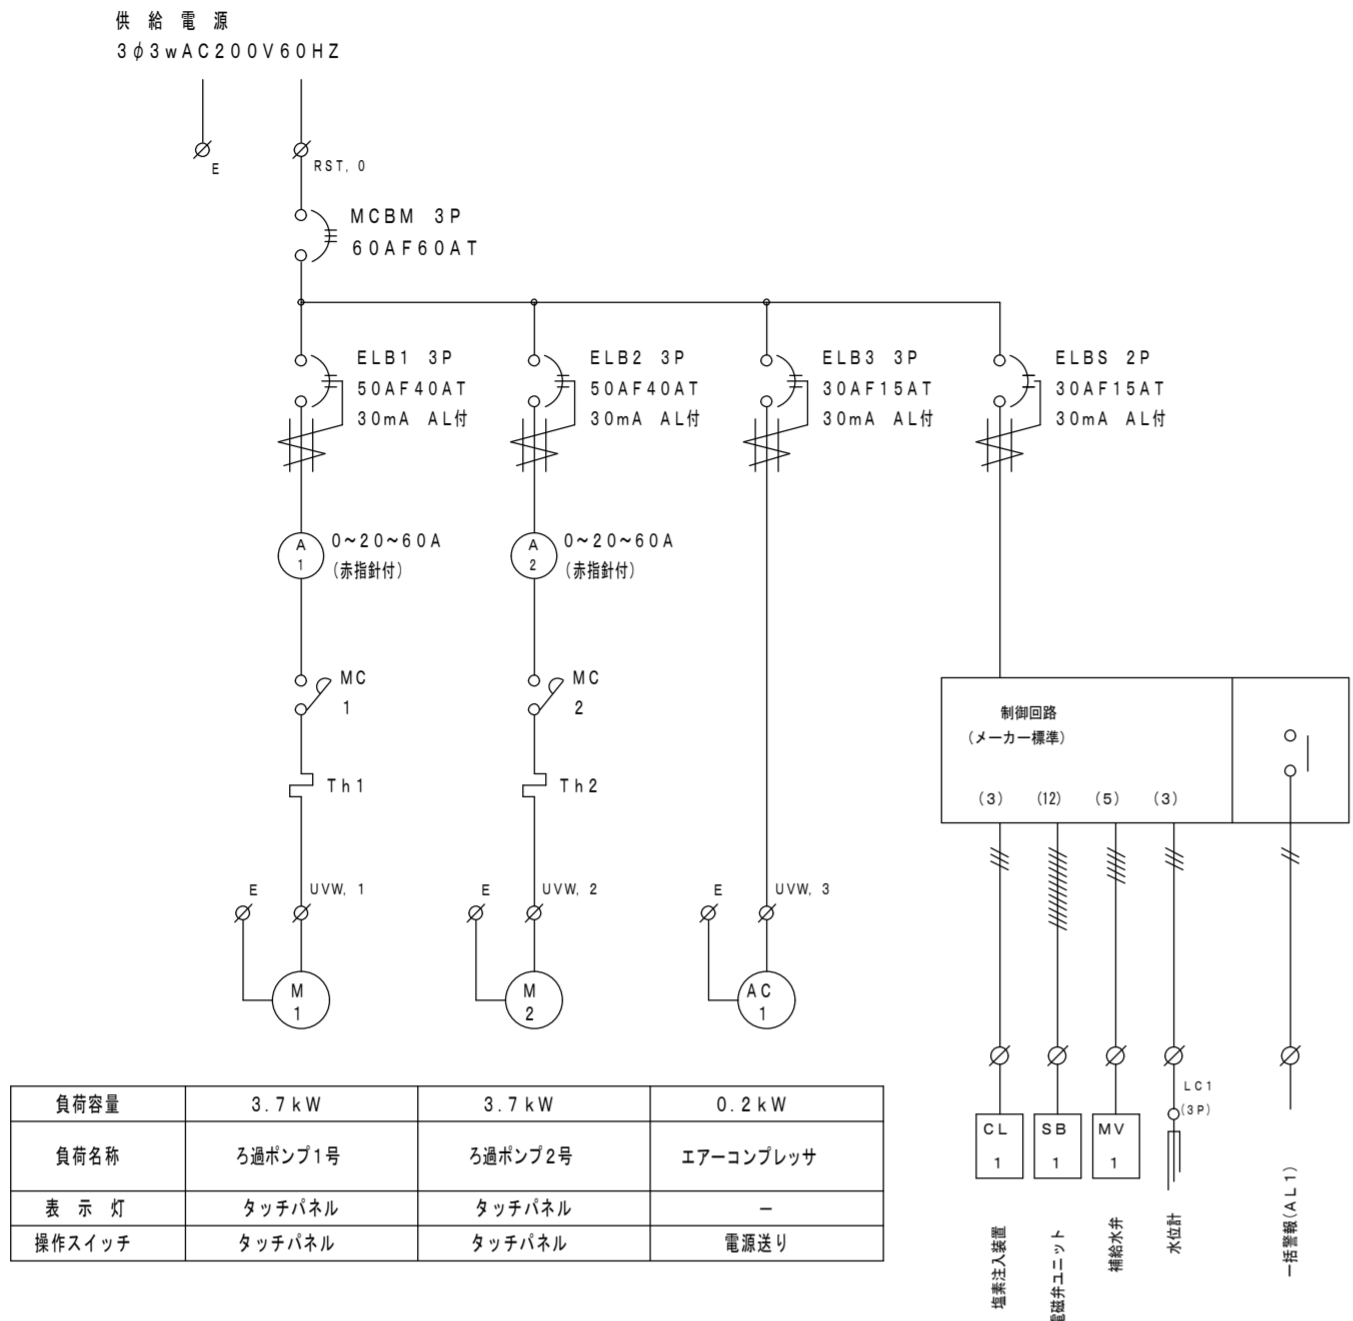 供 給 電 源
3φ3wAC200V60HZ
E
RST, 0
MCBM 3P
60AF60AT
ELB1 3P
50AF40AT
30mA AL付
ELB2 3P
50AF40AT
30mA AL付
ELB3 3P
30AF15AT
30mA AL付
ELBS 2P
30AF15AT
30mA AL付
A
1
0~20~60A
(赤指針付)
A
2
0~20~60A
(赤指針付)
MC
1
MC
2
Th1
Th2
制御回路
(メーカー標準)
(3) (12) (5) (3)
E
UVW, 1
E
UVW, 2
E
UVW, 3
M
1
M
2
AC
1
LC1
(3P)
CL
1
SB
1
MV
1
塩素注入装置
電磁弁ユニット
補給水弁
水位計
一括警報(AL1)
負荷容量 3.7kW 3.7kW 0.2kW
負荷名称 ろ過ポンプ1号 ろ過ポンプ2号 エアーコンプレッサ
表 示 灯 タッチパネル タッチパネル −
操作スイッチ タッチパネル タッチパネル 電源送り